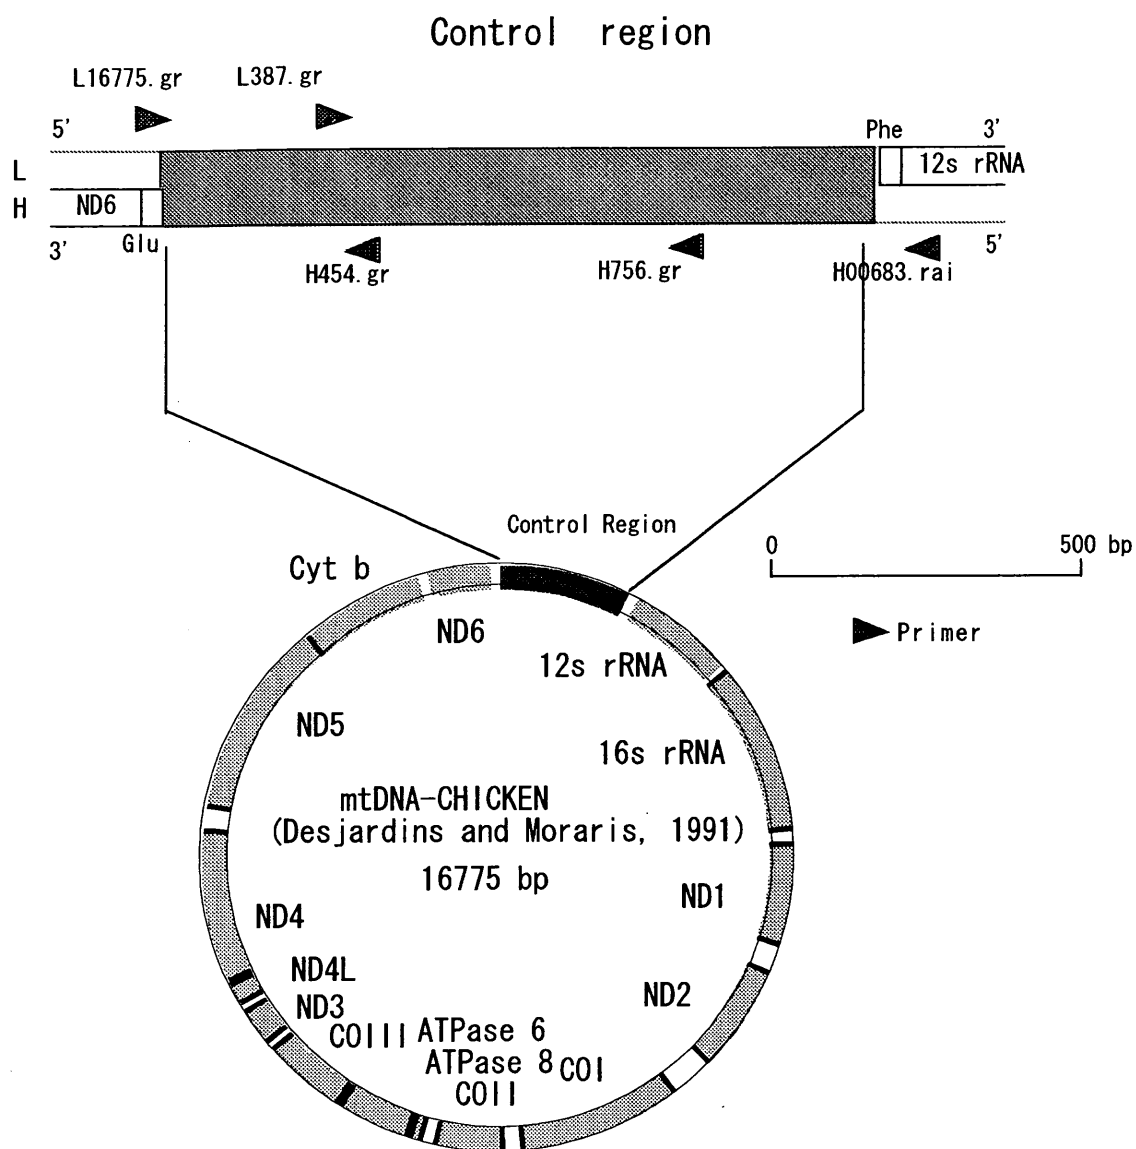 Control region
L16775.gr
L387.gr
5'
Phe
3'
L
12s rRNA
H
ND6
3'
Glu
5'
H454.gr
H756.gr
H00683.rai
Control Region
0
500 bp
Cyt b
ND6
Primer
12s rRNA
ND5
16s rRNA
mtDNA-CHICKEN
(Desjardins and Moraris, 1991)
16775 bp
ND1
ND4
ND4L
ND2
ND3
COIII
ATPase 6
ATPase 8
COI
COII